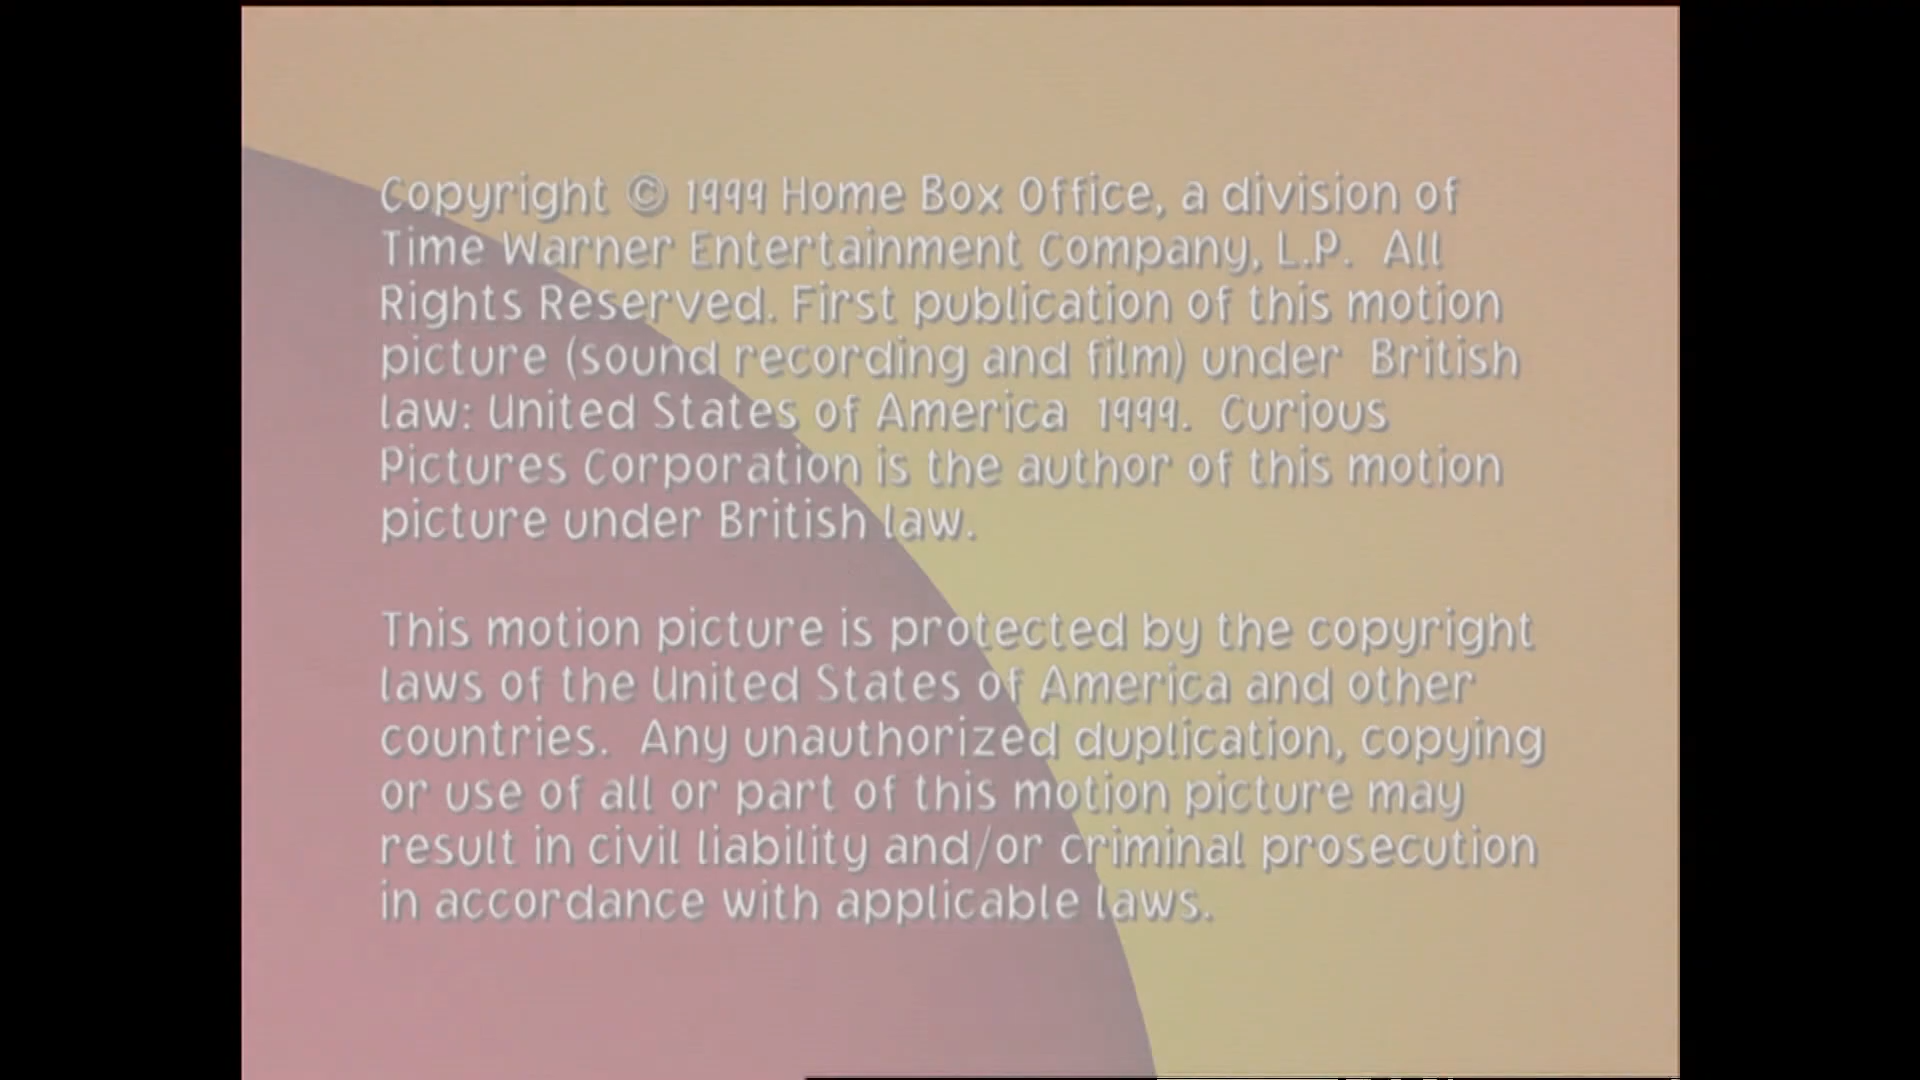 Copyright © 1999 Home Box Office, a division of
Time Warner Entertainment Company, L.P.  All
Rights Reserved. First publication of this motion
picture (sound recording and film) under  British
law: United States of America  1999.  Curious
Pictures Corporation is the author of this motion
picture under British law.
This motion picture is protected by the copyright
laws of the United States of America and other
countries.  Any unauthorized duplication, copying
or use of all or part of this motion picture may
result in civil liability and/or criminal prosecution
in accordance with applicable laws.